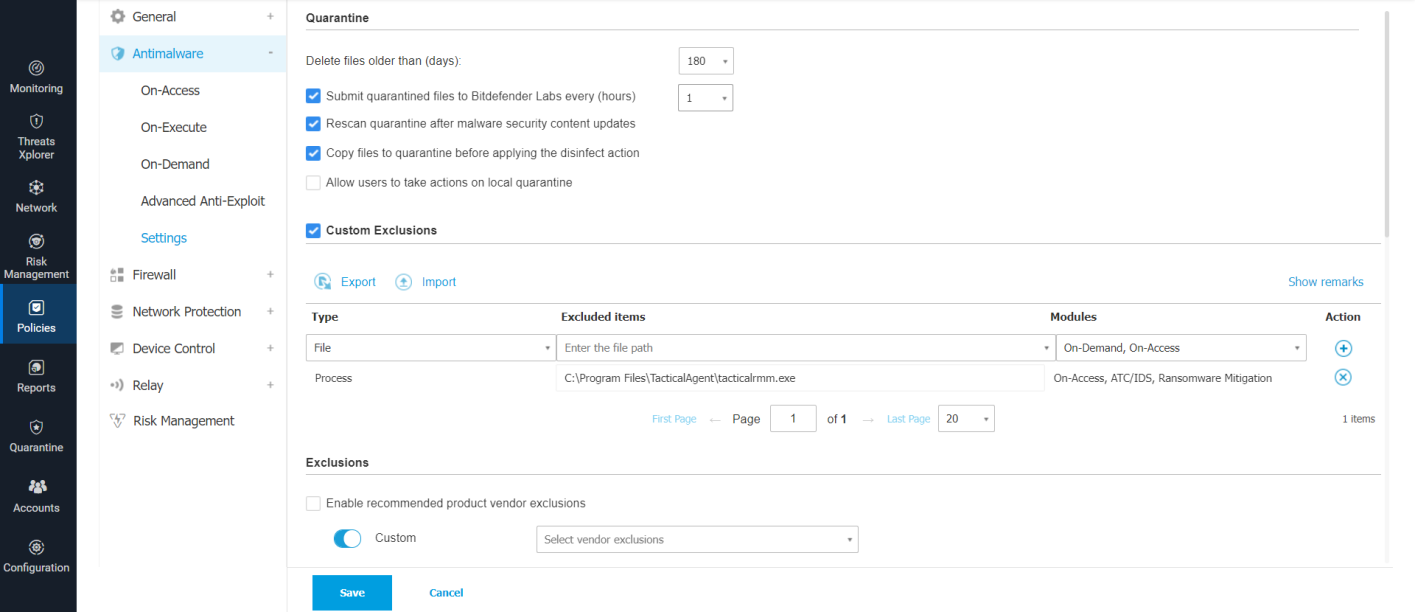 Monitoring
Threats
Xplorer
Network
Risk
Management
Policies
Reports
Quarantine
Accounts
Configuration
General +
Antimalware -
On-Access
On-Execute
On-Demand
Advanced Anti-Exploit
Settings
Firewall +
Network Protection +
Device Control +
Relay +
Risk Management
Quarantine
Delete files older than (days): 180
Submit quarantined files to Bitdefender Labs every (hours) 1
Rescan quarantine after malware security content updates
Copy files to quarantine before applying the disinfect action
Allow users to take actions on local quarantine
Custom Exclusions
Export Import Show remarks
Type Excluded items Modules Action
File Enter the file path On-Demand, On-Access
Process C:\Program Files\TacticalAgent\tacticalrmm.exe On-Access, ATC/IDS, Ransomware Mitigation
First Page ← Page 1 of 1 → Last Page 20 1 items
Exclusions
Enable recommended product vendor exclusions
Custom Select vendor exclusions
Save Cancel